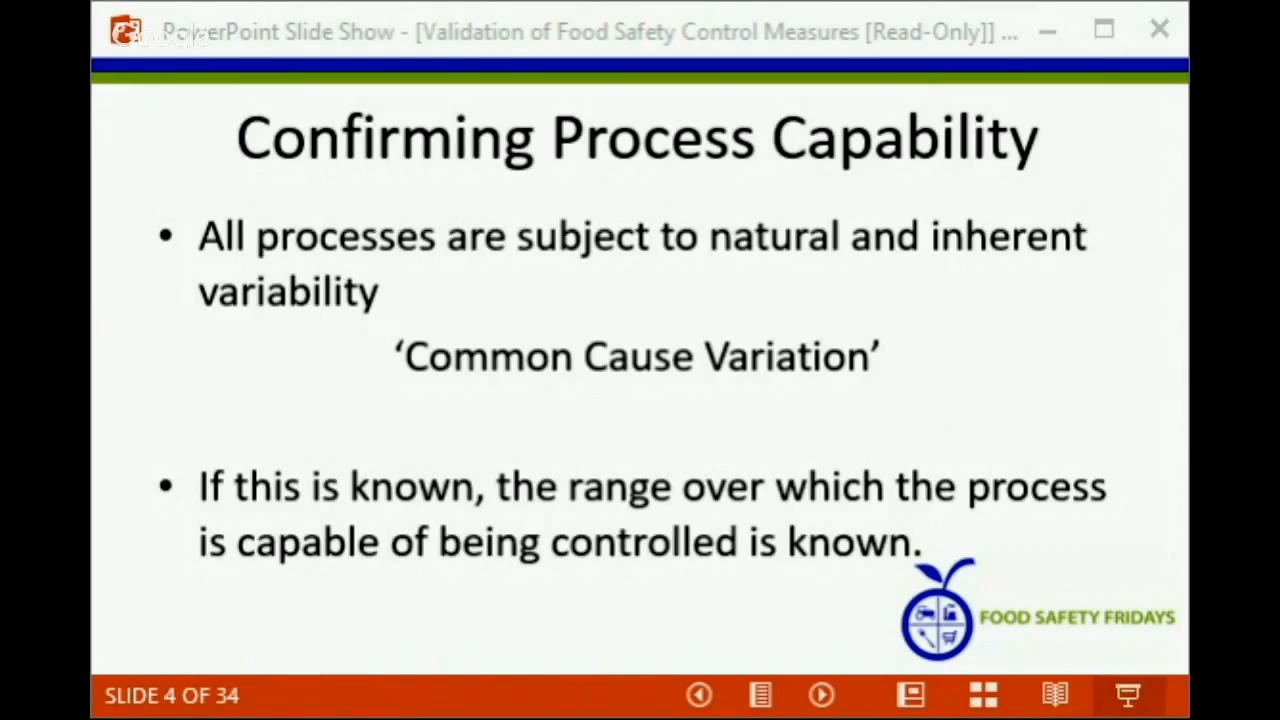 PowerPoint Slide Show - [Validation of Food Safety Control Measures [Read-Only]] ...
Google
Confirming Process Capability
• All processes are subject to natural and inherent
variability
‘Common Cause Variation’
• If this is known, the range over which the process
is capable of being controlled is known.
FOOD SAFETY FRIDAYS
SLIDE 4 OF 34